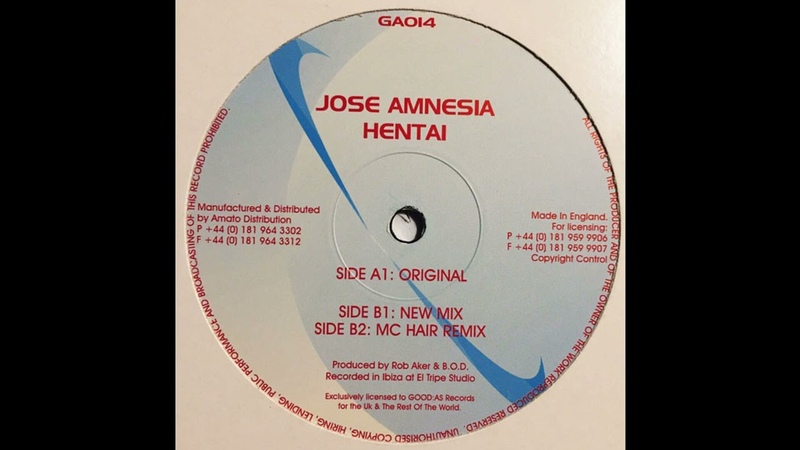 GA014
JOSE AMNESIA
HENTAI
Manufactured & Distributed
by Amato Distribution
P +44 (0) 181 964 3302
F +44 (0) 181 964 3312
Made in England.
For licensing:
P +44 (0) 181 959 9906
F +44 (0) 181 959 9907
Copyright Control
SIDE A1: ORIGINAL
SIDE B1: NEW MIX
SIDE B2: MC HAIR REMIX
Produced by Rob Aker & B.O.D.
Recorded in Ibiza at El Tripe Studio
Exclusively licensed to GOOD:AS Records
for the Uk & The Rest Of The World.
ALL RIGHTS OF THE PRODUCER AND OF THE OWNER OF THE WORK REPRODUCED RESERVED. UNAUTHORISED COPYING, HIRING, LENDING, PUBLIC PERFORMANCE AND BROADCASTING OF THIS RECORD PROHIBITED.